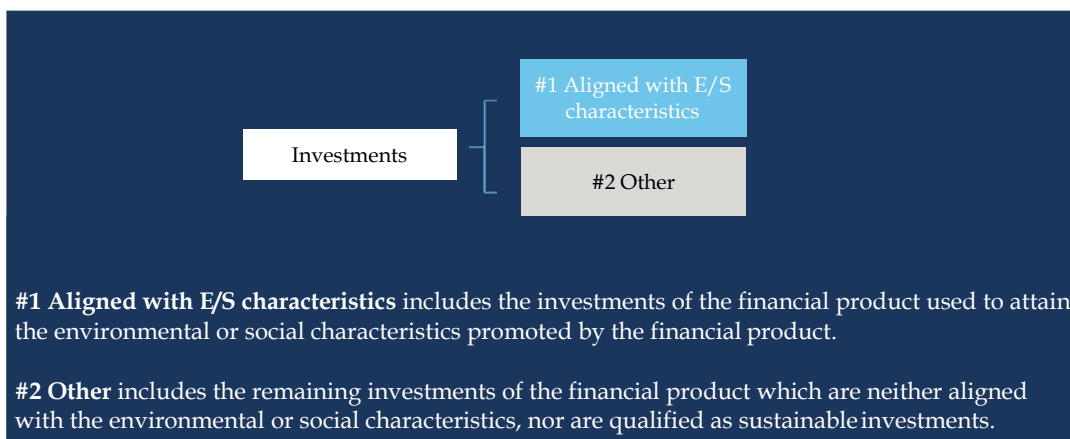 #1 Aligned with E/S
characteristics
Investments
#2 Other
#1 Aligned with E/S characteristics includes the investments of the financial product used to attain
the environmental or social characteristics promoted by the financial product.
#2 Other includes the remaining investments of the financial product which are neither aligned
with the environmental or social characteristics, nor are qualified as sustainable investments.